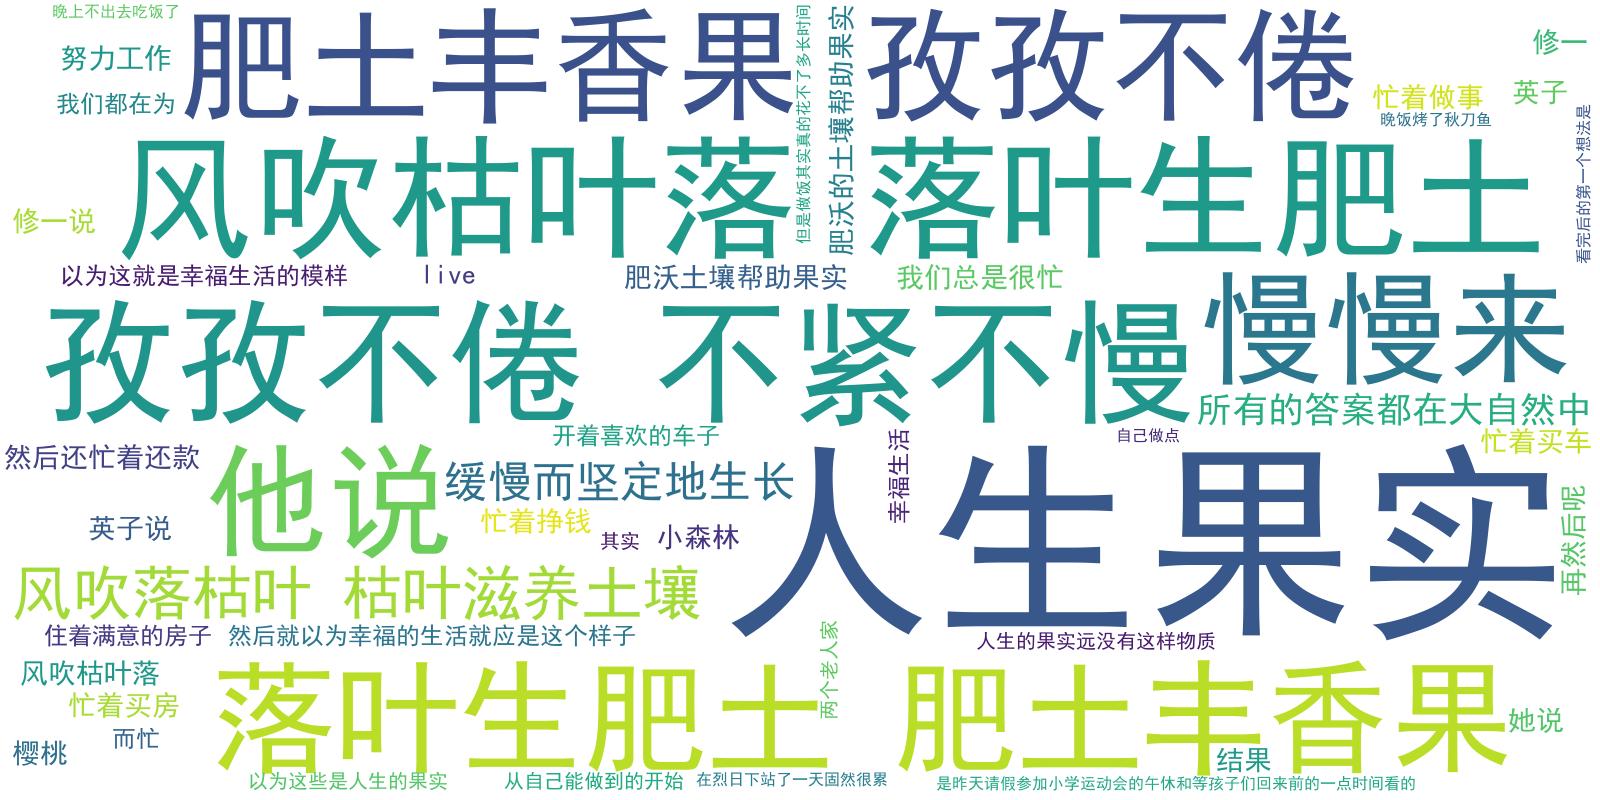 晚上不出去吃饭了
肥土丰香果
但是做饭其实真的花不了多长时间
肥沃的土壤帮助果实
孜孜不倦
修一
努力工作
我们都在为
忙着做事
英子
晚饭烤了秋刀鱼
看完后的第一个想法是
风吹枯叶落
落叶生肥土
修一说
以为这就是幸福生活的模样
live
肥沃土壤帮助果实
我们总是很忙
慢慢来
孜孜不倦 不紧不慢
所有的答案都在大自然中
开着喜欢的车子
自己做点
忙着买车
然后还忙着还款
他说
缓慢而坚定地生长
幸福生活
人生果实
再然后呢
英子说
忙着挣钱
其实
小森林
风吹落枯叶 枯叶滋养土壤
住着满意的房子
然后就以为幸福的生活就应是这个样子
两个老人家
人生的果实远没有这样物质
风吹枯叶落
忙着买房
落叶生肥土 肥土丰香果
她说
樱桃
而忙
结果
以为这些是人生的果实
从自己能做到的开始
在烈日下站了一天固然很累
是昨天请假参加小学运动会的午休和等孩子们回来前的一点时间看的